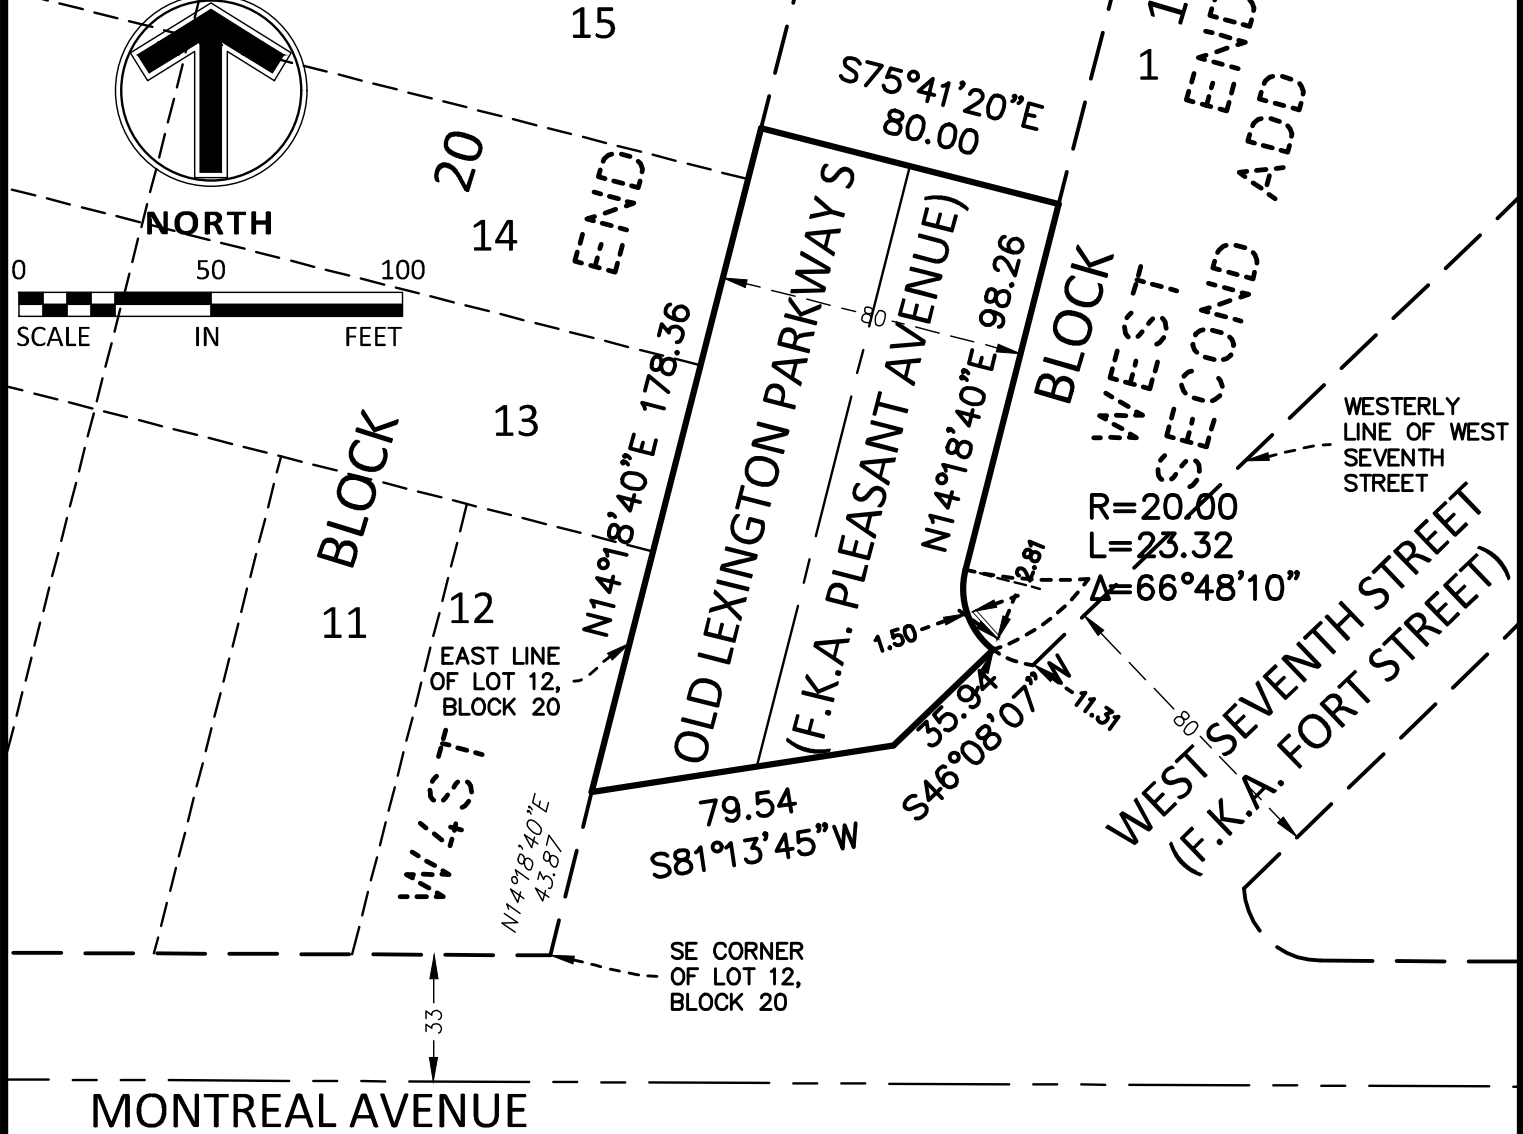 15
1
1
END
ADD
S75°41'20"E
80.00
20
END
14
NORTH
0 50 100
SCALE IN FEET
OLD LEXINGTON PARKWAY S
(F.K.A. PLEASANT AVENUE)
80
N14°18'40"E 178.36
N14°18'40"E 98.26
BLOCK
WEST
SECOND
WESTERLY
LINE OF WEST
SEVENTH
STREET
13
BLOCK
R=20.00
L=23.32
Δ=66°48'10"
2.81
1.50
11.31
11
12
EAST LINE
OF LOT 12,
BLOCK 20
35.94
S46°08'07"W
80
WEST SEVENTH STREET
(F.K.A. FORT STREET)
79.54
S81°13'45"W
N14°18'40"E
43.87
SE CORNER
OF LOT 12,
BLOCK 20
33
MONTREAL AVENUE